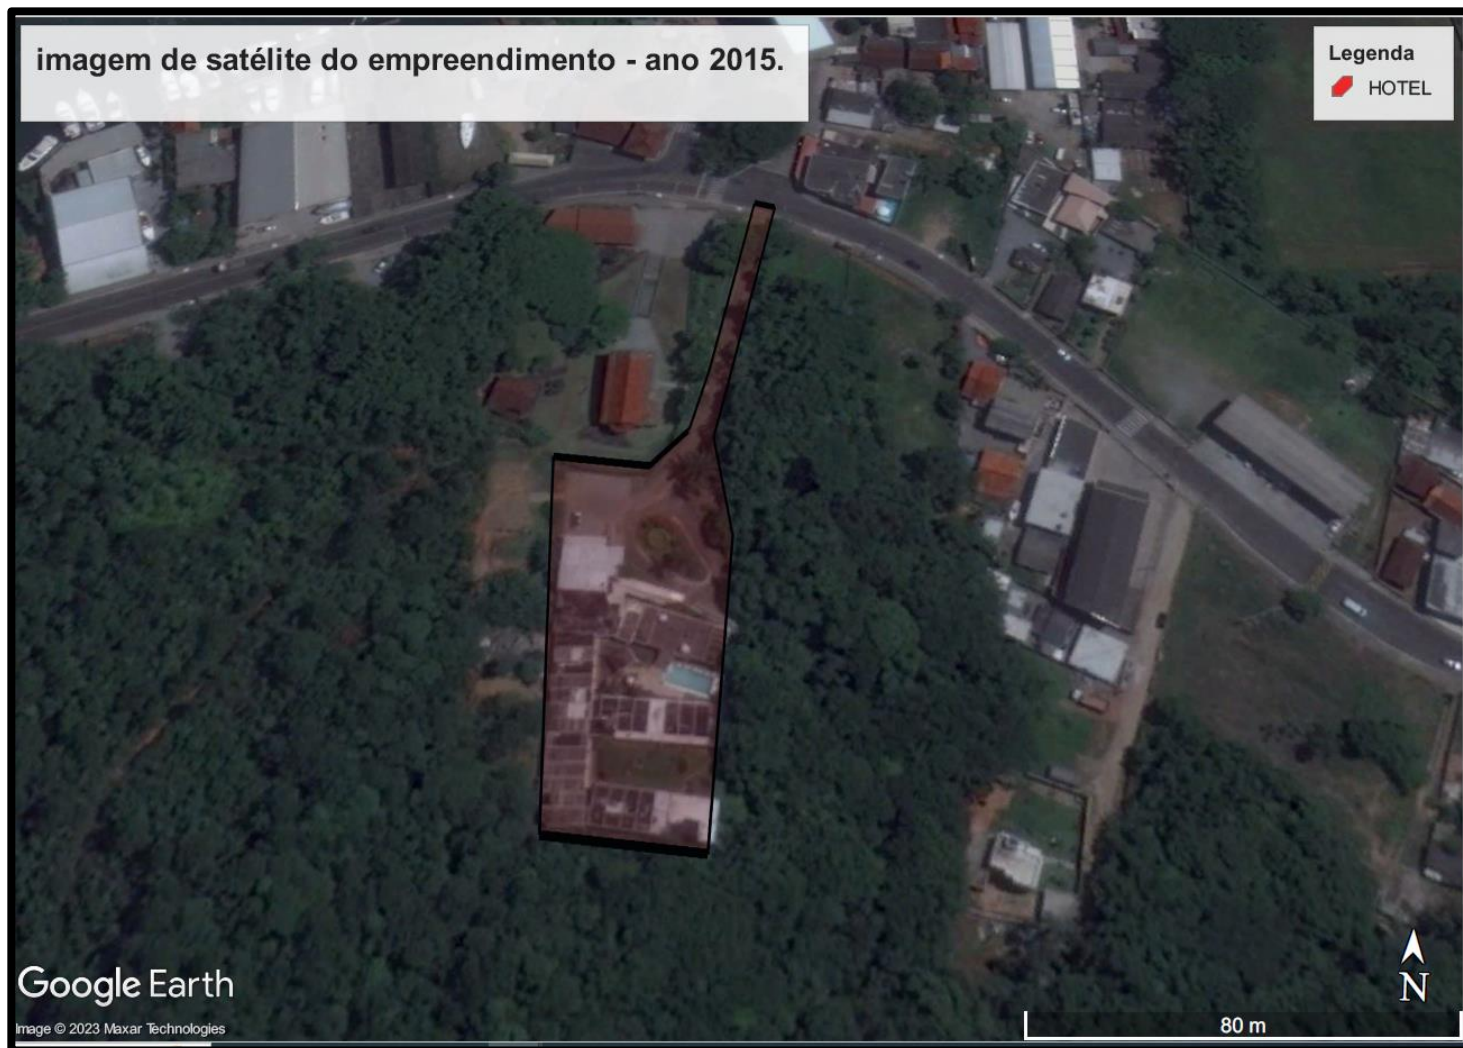 imagem de satélite do empreendimento - ano 2015.
Legenda
HOTEL
Google Earth
Image © 2023 Maxar Technologies
N
80 m